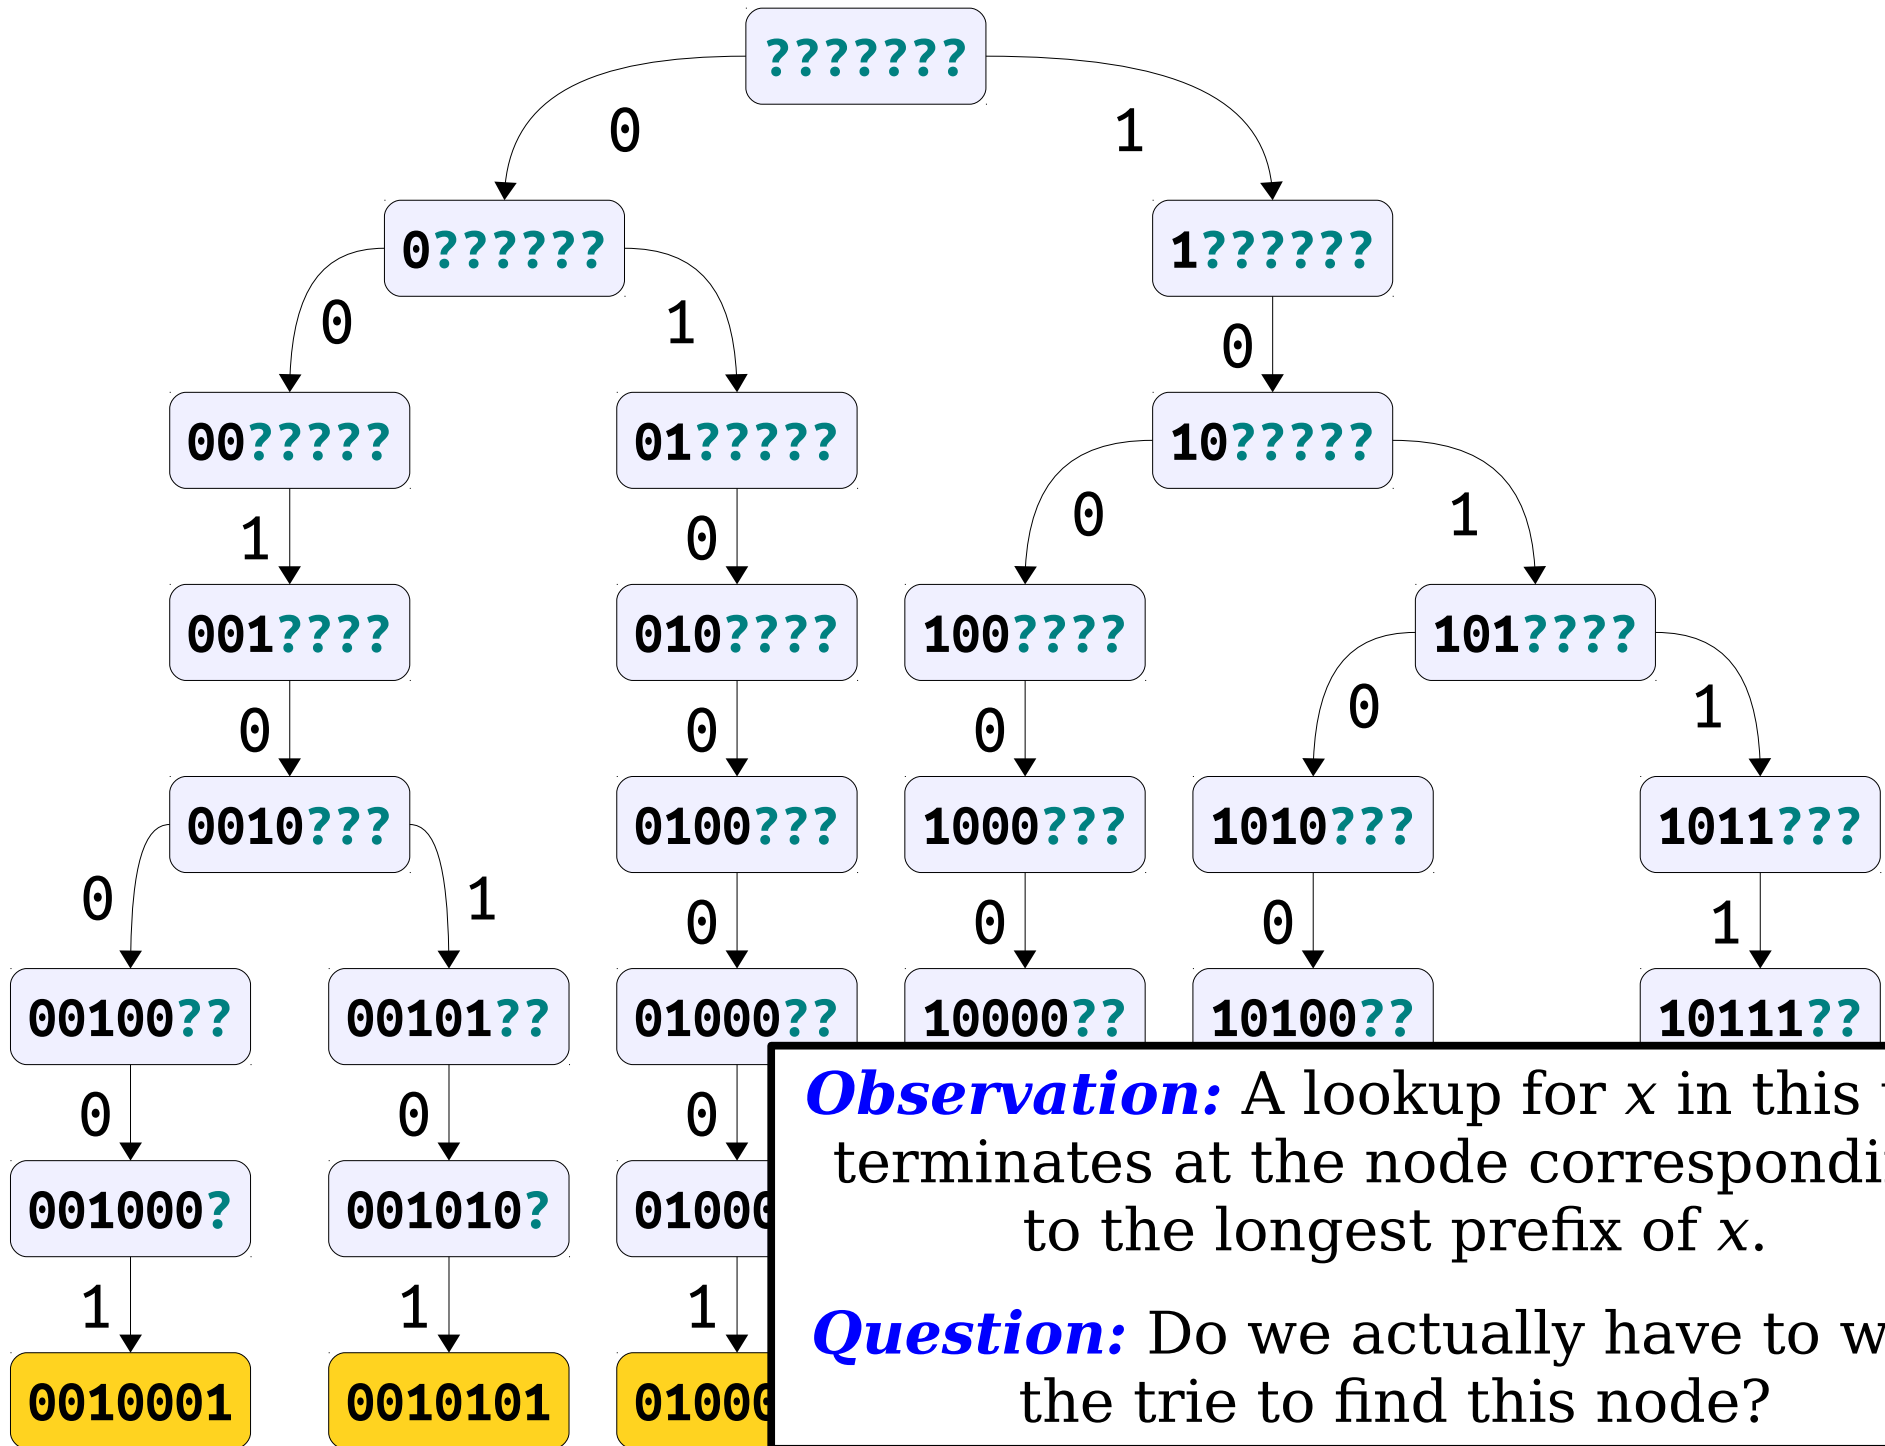 ???????
0 1
0?????? 1??????
0 1 0
00????? 01????? 10?????
1 0 0 1
001???? 010???? 100???? 101????
0 0 0 0 1
0010??? 0100??? 1000??? 1010??? 1011???
0 1 0 0 0 1
00100?? 00101?? 01000?? 10000?? 10100?? 10111??
0 0 0
001000? 001010? 01000
1 1 1
0010001 0010101 01000
Observation: A lookup for x in this
terminates at the node
to the longest prefix of x.
Question: Do we actually have to
the trie to find this node?